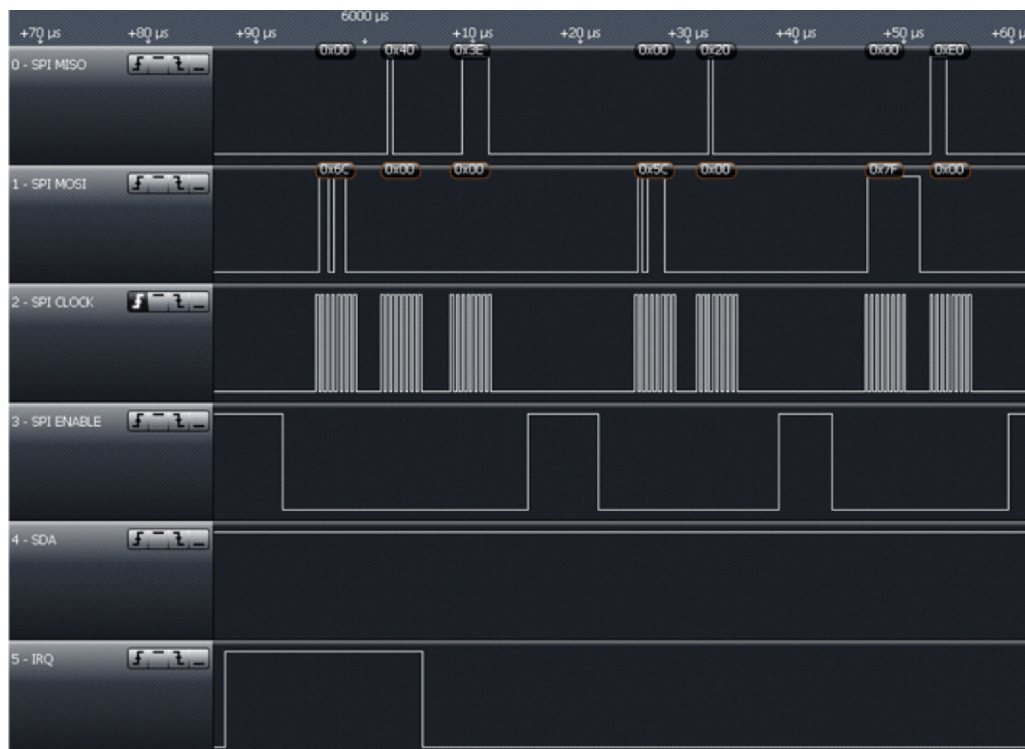 6000 µs
+70 µs +80 µs +90 µs +10 µs +20 µs +30 µs +40 µs +50 µs +60 µ
0 - SPI MISO 0x00 0x40 0x3E 0x00 0x20 0x00 0xE0
1 - SPI MOSI 0x6C 0x00 0x00 0x5C 0x00 0x7F 0x00
2 - SPI CLOCK
3 - SPI ENABLE
4 - SDA
5 - IRQ